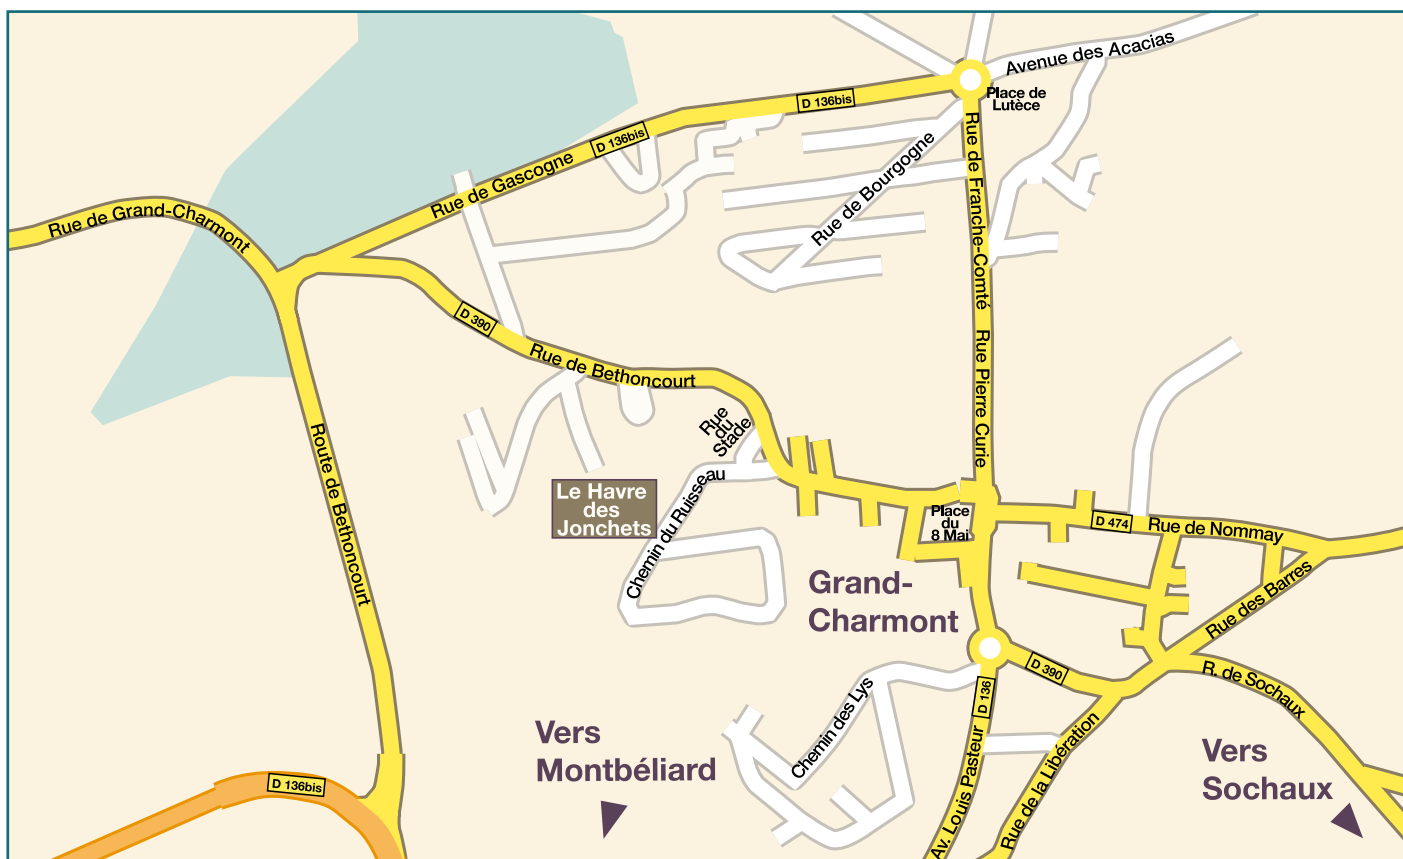 Avenue des Acacias
Place de
Lutèce
D 136bis
D 136bis
Rue de Gascogne
Rue de Grand-Charmont
Rue de Bourgogne
Rue de Franche-Comté
D 390
Rue de Bethoncourt
Rue Pierre Curie
Rue
du
Stade
Route de Bethoncourt
Le Havre
des
Jonchets
Chemin du Ruisseau
Place
du
8 Mai
D 474
Rue de Nommay
Grand-
Charmont
Rue des Barres
D 390
R. de Sochaux
D 136
Chemin des Lys
Vers
Montbéliard
Av. Louis Pasteur
Rue de la Libération
Vers
Sochaux
D 136bis